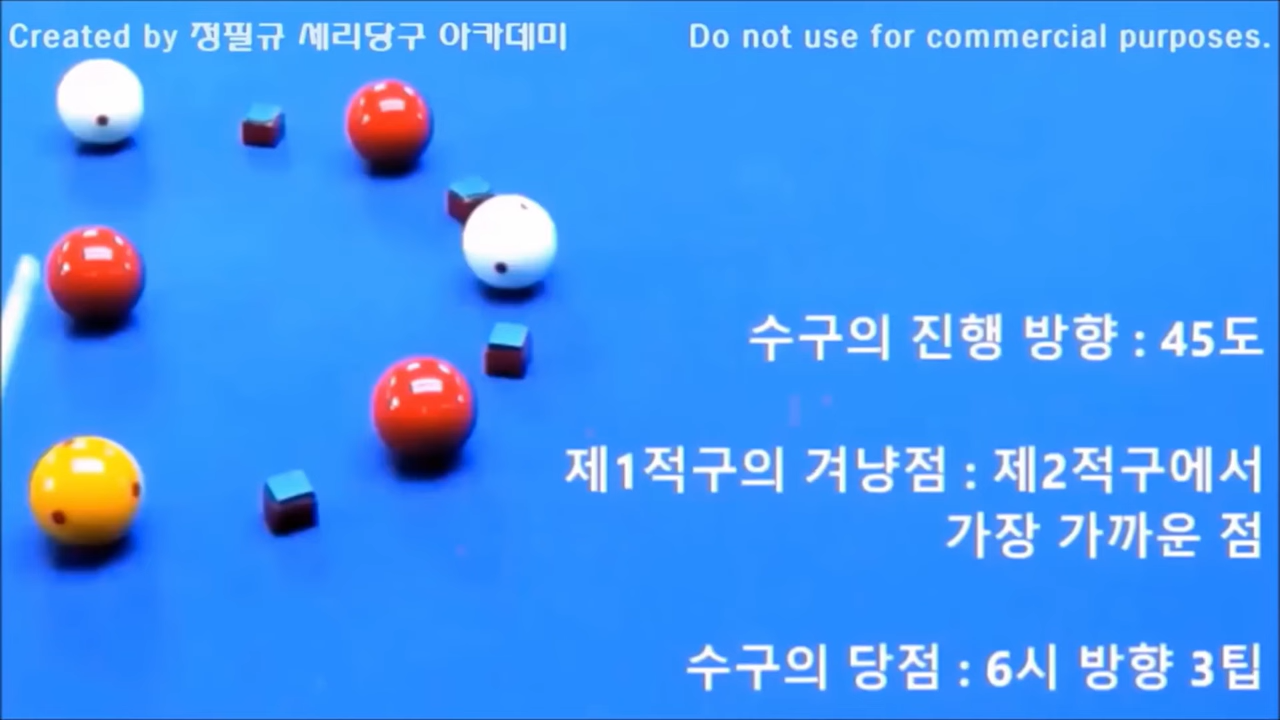 Created by 정필규 세리당구 아카데미
Do not use for commercial purposes.
수구의 진행 방향 : 45도
제1적구의 겨냥점 : 제2적구에서
가장 가까운 점
수구의 당점 : 6시 방향 3팁